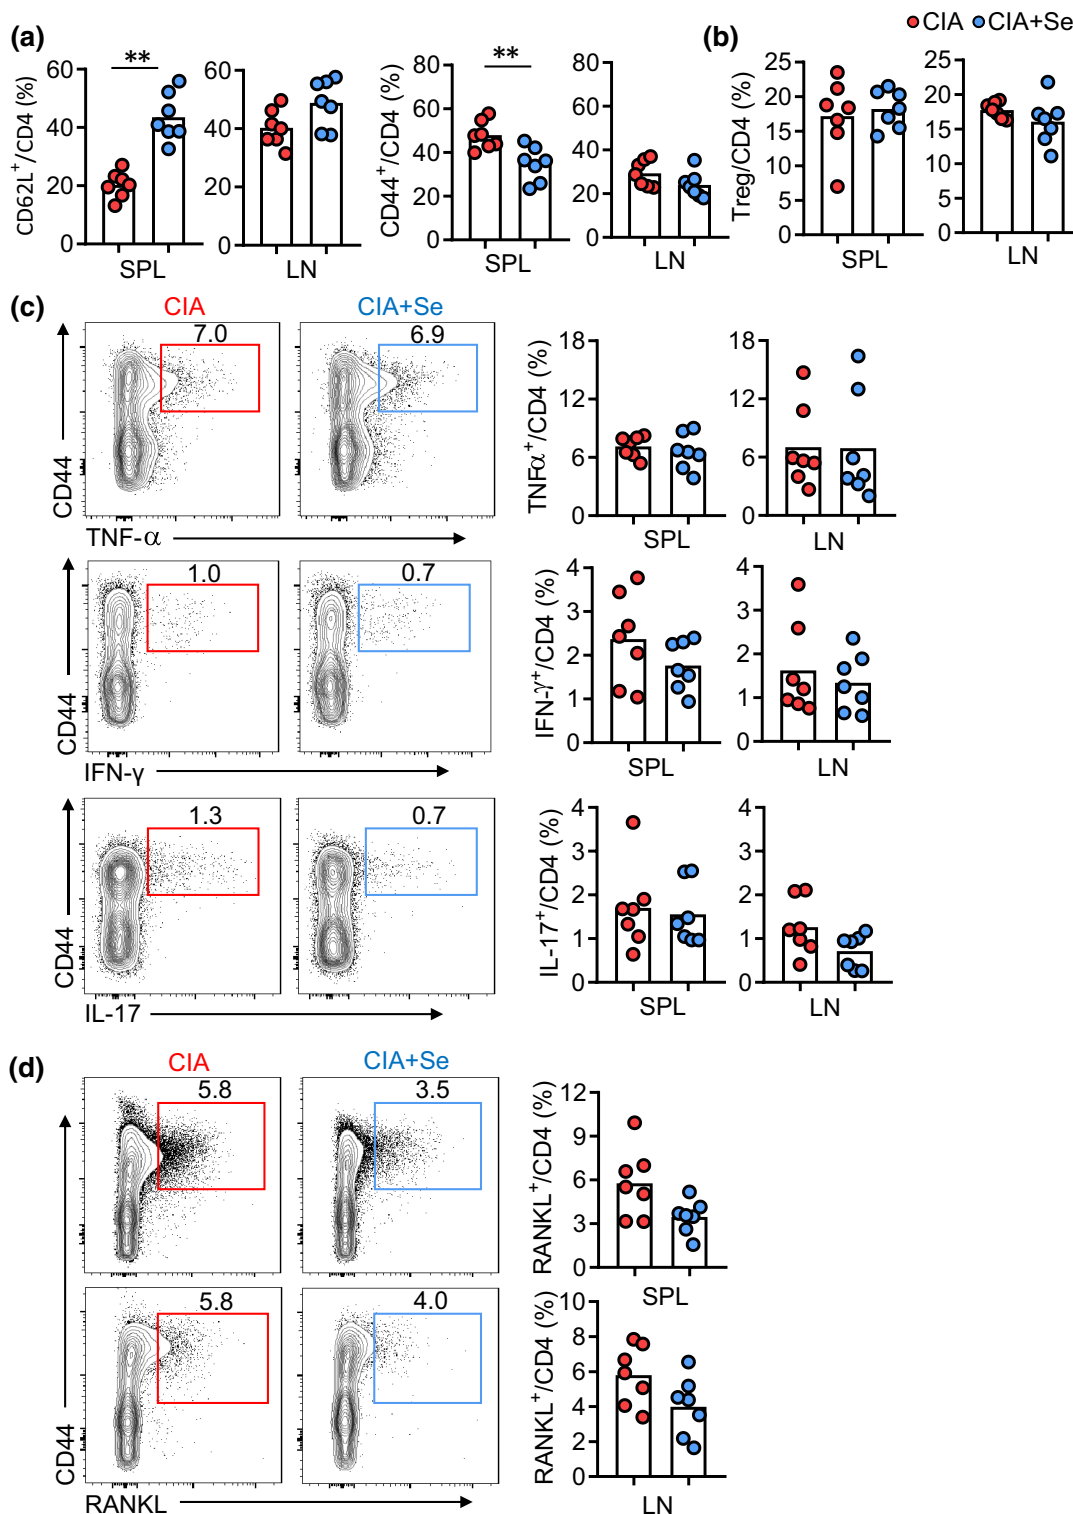 CIA CIA+Se
(a) (b)
** **
CD62L+/CD4 (%)
60
40
20
0
SPL
60
40
20
0
LN
CD44+/CD4 (%)
80
60
40
20
0
SPL
80
60
40
20
0
LN
Treg/CD4 (%)
25
20
15
10
5
0
SPL
25
20
15
10
5
0
LN
(c)
CIA CIA+Se
7.0 6.9
CD44
TNF-α
TNFα+/CD4 (%)
18
12
6
0
SPL
18
12
6
0
LN
1.0 0.7
CD44
IFN-γ
IFN-γ+/CD4 (%)
4
3
2
1
0
SPL
4
3
2
1
0
LN
1.3 0.7
CD44
IL-17
IL-17+/CD4 (%)
4
3
2
1
0
SPL
4
3
2
1
0
LN
(d)
CIA CIA+Se
5.8 3.5
5.8 4.0
CD44
RANKL
RANKL+/CD4 (%)
12
9
6
3
0
SPL
RANKL+/CD4 (%)
10
8
6
4
2
0
LN